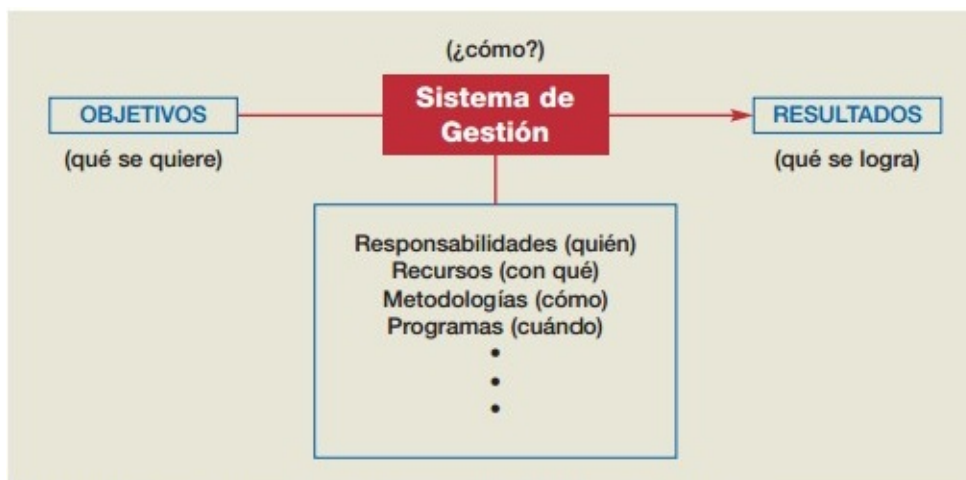 (¿cómo?)
Sistema de
Gestión
OBJETIVOS
(qué se quiere)
RESULTADOS
(qué se logra)
Responsabilidades (quién)
Recursos (con qué)
Metodologías (cómo)
Programas (cuándo)
•
•
•